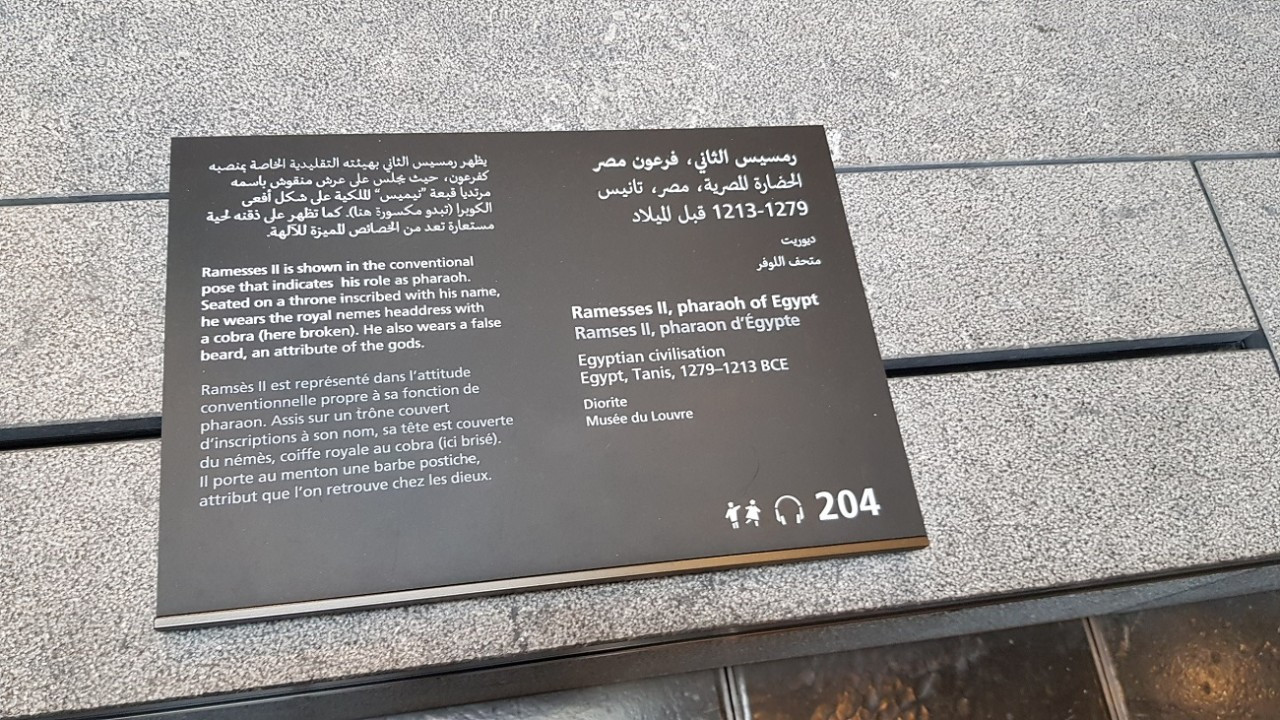 يظهر رمسيس الثاني بهيئته التقليدية الخاصة بمنصبه
كفرعون، حيث يجلس على عرش منقوش باسمه
مرتديا قبعة "نيميس" الملكية على شكل أفعى
الكوبرا (تبدو مكسورة هنا). كما تظهر على ذقنه لحية
مستعارة تعد من الخصائص المميزة للآلهة.
Ramesses II is shown in the conventional
pose that indicates his role as pharaoh.
Seated on a throne inscribed with his name,
he wears the royal nemes headdress with
a cobra (here broken). He also wears a false
beard, an attribute of the gods.
Ramsès II est représenté dans l'attitude
conventionnelle propre à sa fonction de
pharaon. Assis sur un trône couvert
d'inscriptions à son nom, sa tête est couverte
du némès, coiffe royale au cobra (ici brisé).
Il porte au menton une barbe postiche,
attribut que l'on retrouve chez les dieux.
رمسيس الثاني، فرعون مصر
الحضارة المصرية، مصر، تانيس
1279-1213 قبل الميلاد
ديوريت
متحف اللوفر
Ramesses II, pharaoh of Egypt
Ramses II, pharaon d'Égypte
Egyptian civilisation
Egypt, Tanis, 1279–1213 BCE
Diorite
Musée du Louvre
204